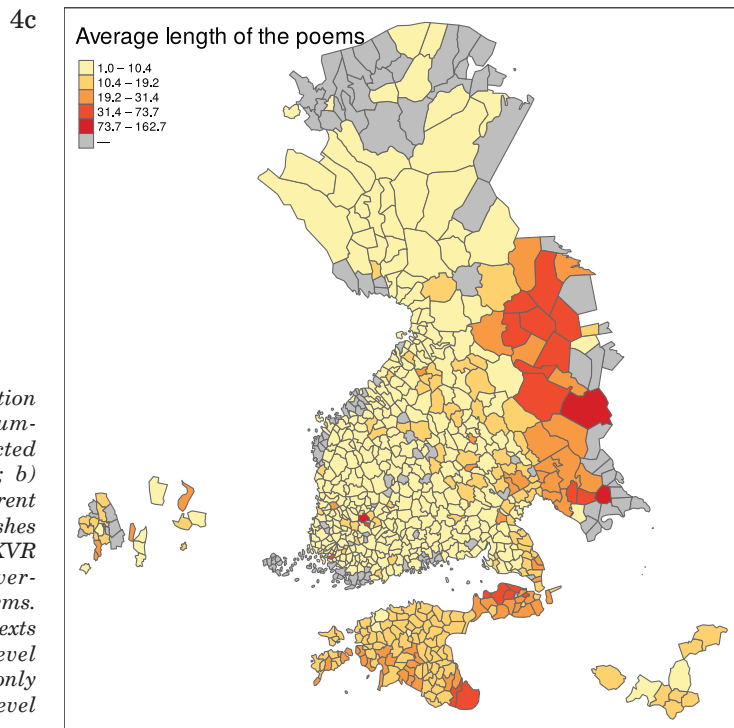 4c
Average length of the poems
1.0 – 10.4
10.4 – 19.2
19.2 – 31.4
31.4 – 73.7
73.7 – 162.7
—
tion
um-
cted
; b)
rent
shes
KVR
ver-
ems.
exts
evel
only
evel